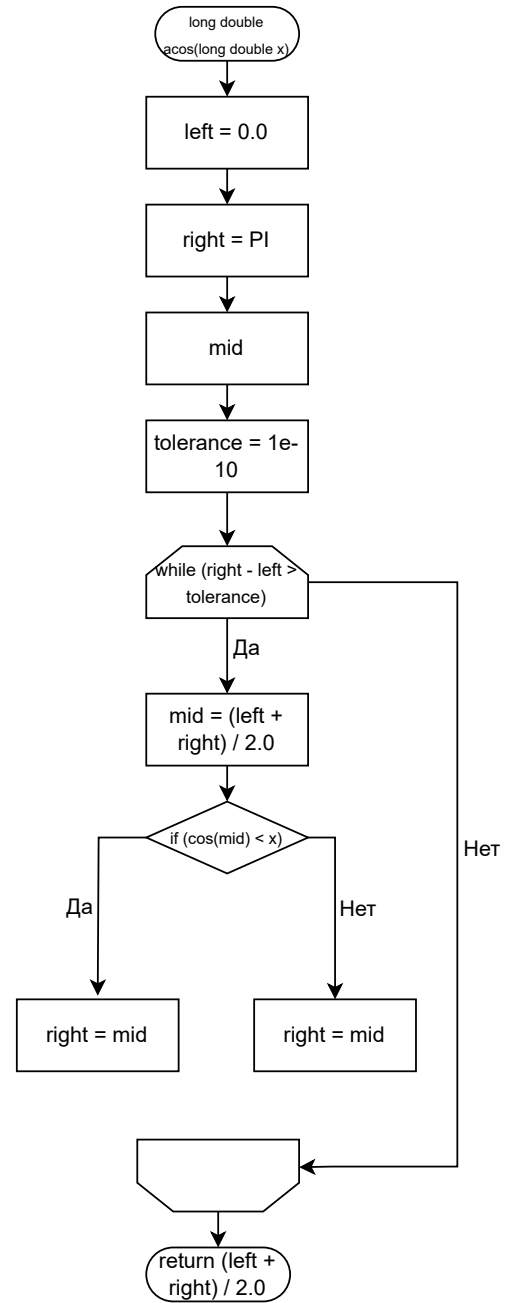 long double
acos(long double x)
left = 0.0
right = PI
mid
tolerance = 1e-
10
while (right - left >
tolerance)
Да
mid = (left +
right) / 2.0
if (cos(mid) < x)
Нет
Да
Нет
right = mid
right = mid
return (left +
right) / 2.0